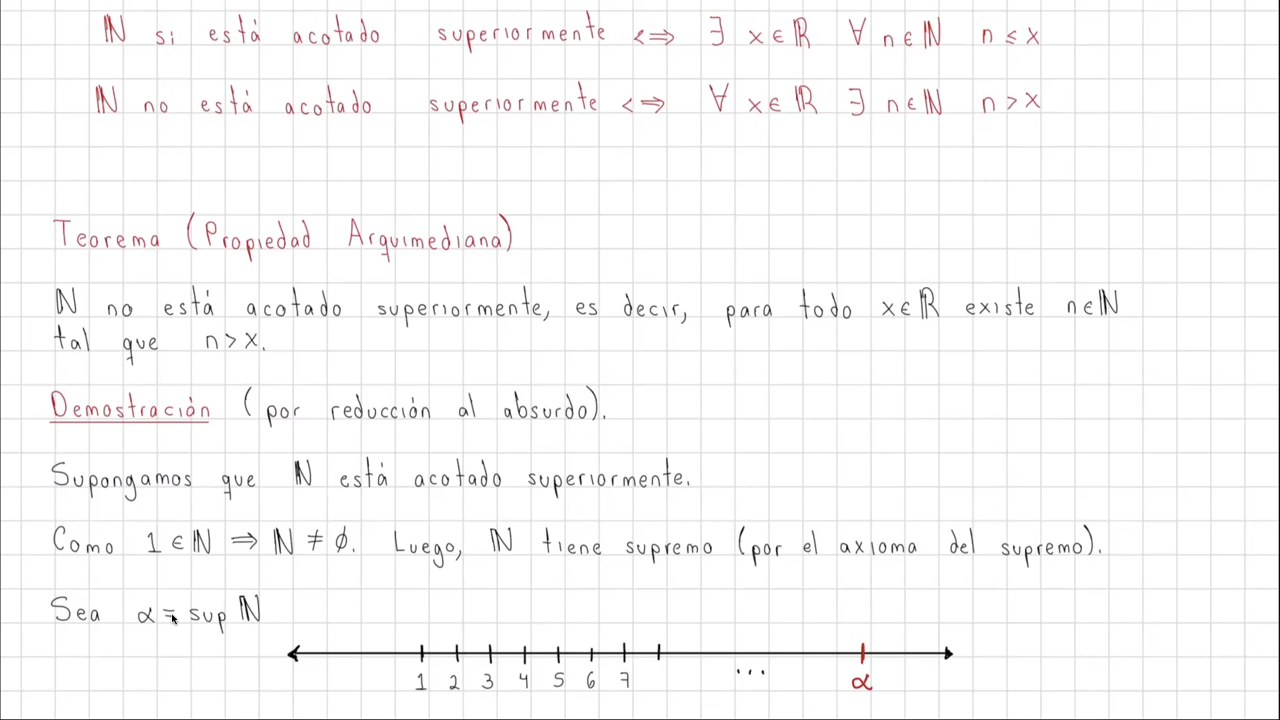 ℕ si está acotado superiormente <=> ∃ x∈ℝ ∀ n∈ℕ n ≤ x
ℕ no está acotado superiormente <=> ∀ x∈ℝ ∃ n∈ℕ n > x
Teorema (Propiedad Arquimediana)
ℕ no está acotado superiormente, es decir, para todo x∈ℝ existe n∈ℕ
tal que n>x.
Demostración (por reducción al absurdo).
Supongamos que ℕ está acotado superiormente.
Como 1∈ℕ ⇒ ℕ ≠ ∅. Luego, ℕ tiene supremo (por el axioma del supremo).
Sea α = sup ℕ
1 2 3 4 5 6 7 ... α